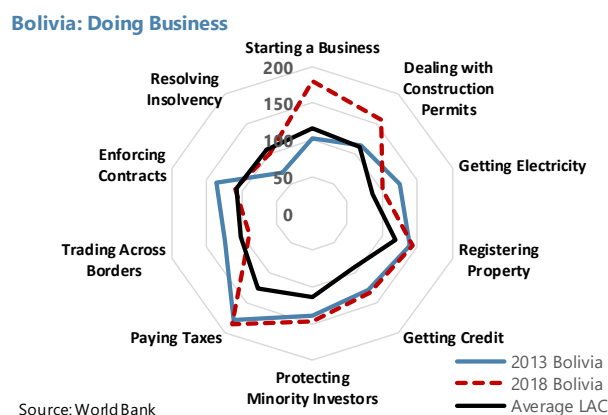 Bolivia: Doing Business
Starting a Business
Dealing with
Construction
Permits
Getting Electricity
Registering
Property
Getting Credit
Protecting
Minority Investors
Paying Taxes
Trading Across
Borders
Enforcing
Contracts
Resolving
Insolvency
200
150
100
50
0
2013 Bolivia
2018 Bolivia
Average LAC
Source: World Bank